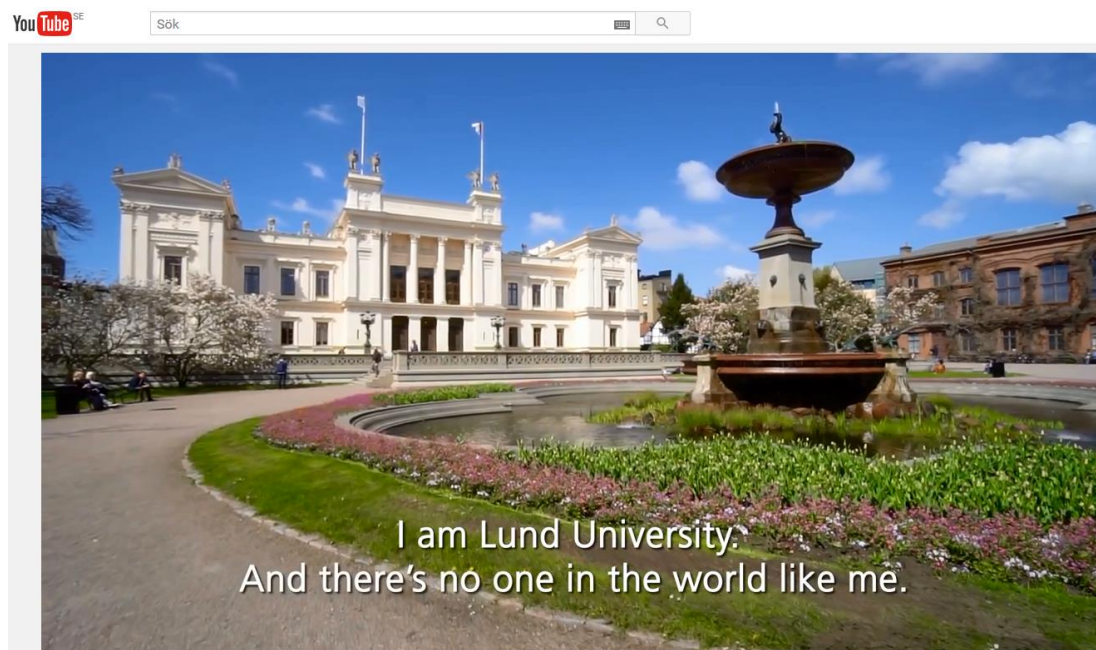 YouTube SE
Sök
I am Lund University.
And there's no one in the world like me.